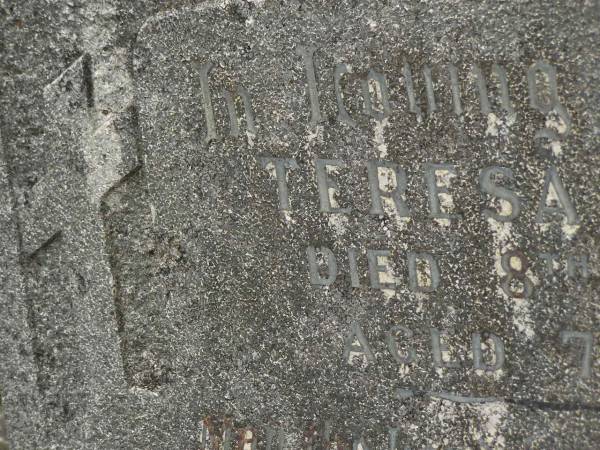 In Loving
TERESA
DIED 8TH
AGED 7